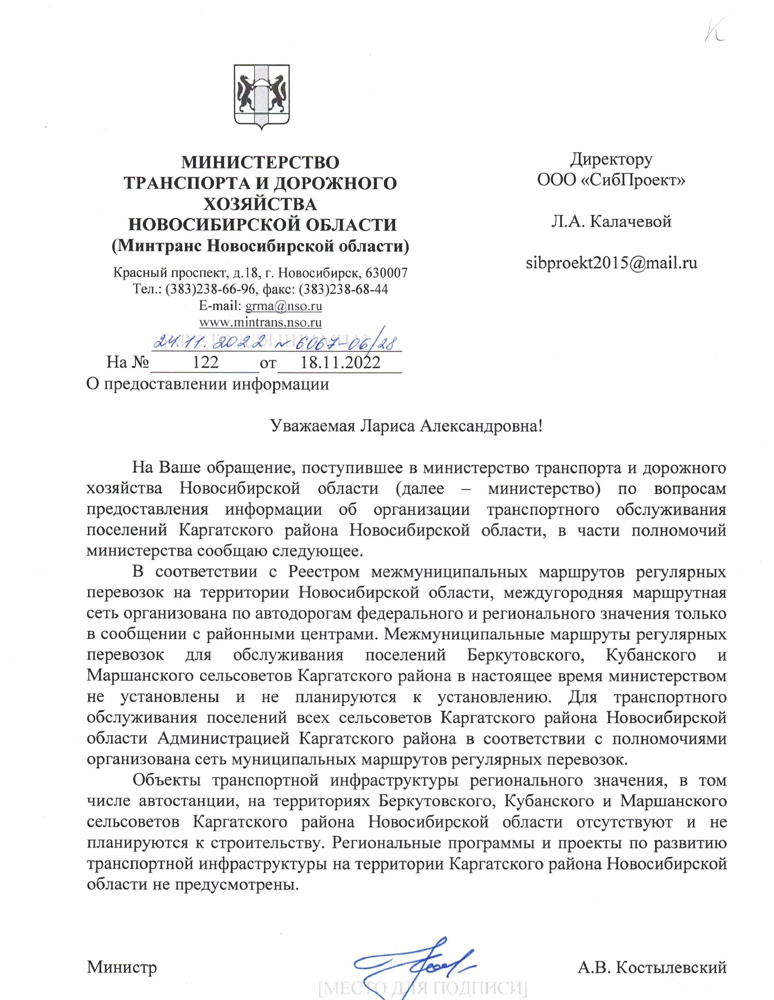 К
МИНИСТЕРСТВО
ТРАНСПОРТА И ДОРОЖНОГО
ХОЗЯЙСТВА
НОВОСИБИРСКОЙ ОБЛАСТИ
(Минтранс Новосибирской области)
Красный проспект, д.18, г. Новосибирск, 630007
Тел.: (383)238-66-96, факс: (383)238-68-44
E-mail: grma@nso.ru
www.mintrans.nso.ru
[МЕСТО ДЛЯ ШТАМПА]
24.11.2022 № 6067-06/28
На № 122 от 18.11.2022
О предоставлении информации
Директору
ООО «СибПроект»
Л.А. Калачевой
sibproekt2015@mail.ru
Уважаемая Лариса Александровна!
На Ваше обращение, поступившее в министерство транспорта и дорожного
хозяйства Новосибирской области (далее – министерство) по вопросам
предоставления информации об организации транспортного обслуживания
поселений Каргатского района Новосибирской области, в части полномочий
министерства сообщаю следующее.
В соответствии с Реестром межмуниципальных маршрутов регулярных
перевозок на территории Новосибирской области, междугородняя маршрутная
сеть организована по автодорогам федерального и регионального значения только
в сообщении с районными центрами. Межмуниципальные маршруты регулярных
перевозок для обслуживания поселений Беркутовского, Кубанского и
Маршанского сельсоветов Каргатского района в настоящее время министерством
не установлены и не планируются к установлению. Для транспортного
обслуживания поселений всех сельсоветов Каргатского района Новосибирской
области Администрацией Каргатского района в соответствии с полномочиями
организована сеть муниципальных маршрутов регулярных перевозок.
Объекты транспортной инфраструктуры регионального значения, в том
числе автостанции, на территориях Беркутовского, Кубанского и Маршанского
сельсоветов Каргатского района Новосибирской области отсутствуют и не
планируются к строительству. Региональные программы и проекты по развитию
транспортной инфраструктуры на территории Каргатского района Новосибирской
области не предусмотрены.
Министр А.В. Костылевский
[МЕСТО ДЛЯ ПОДПИСИ]